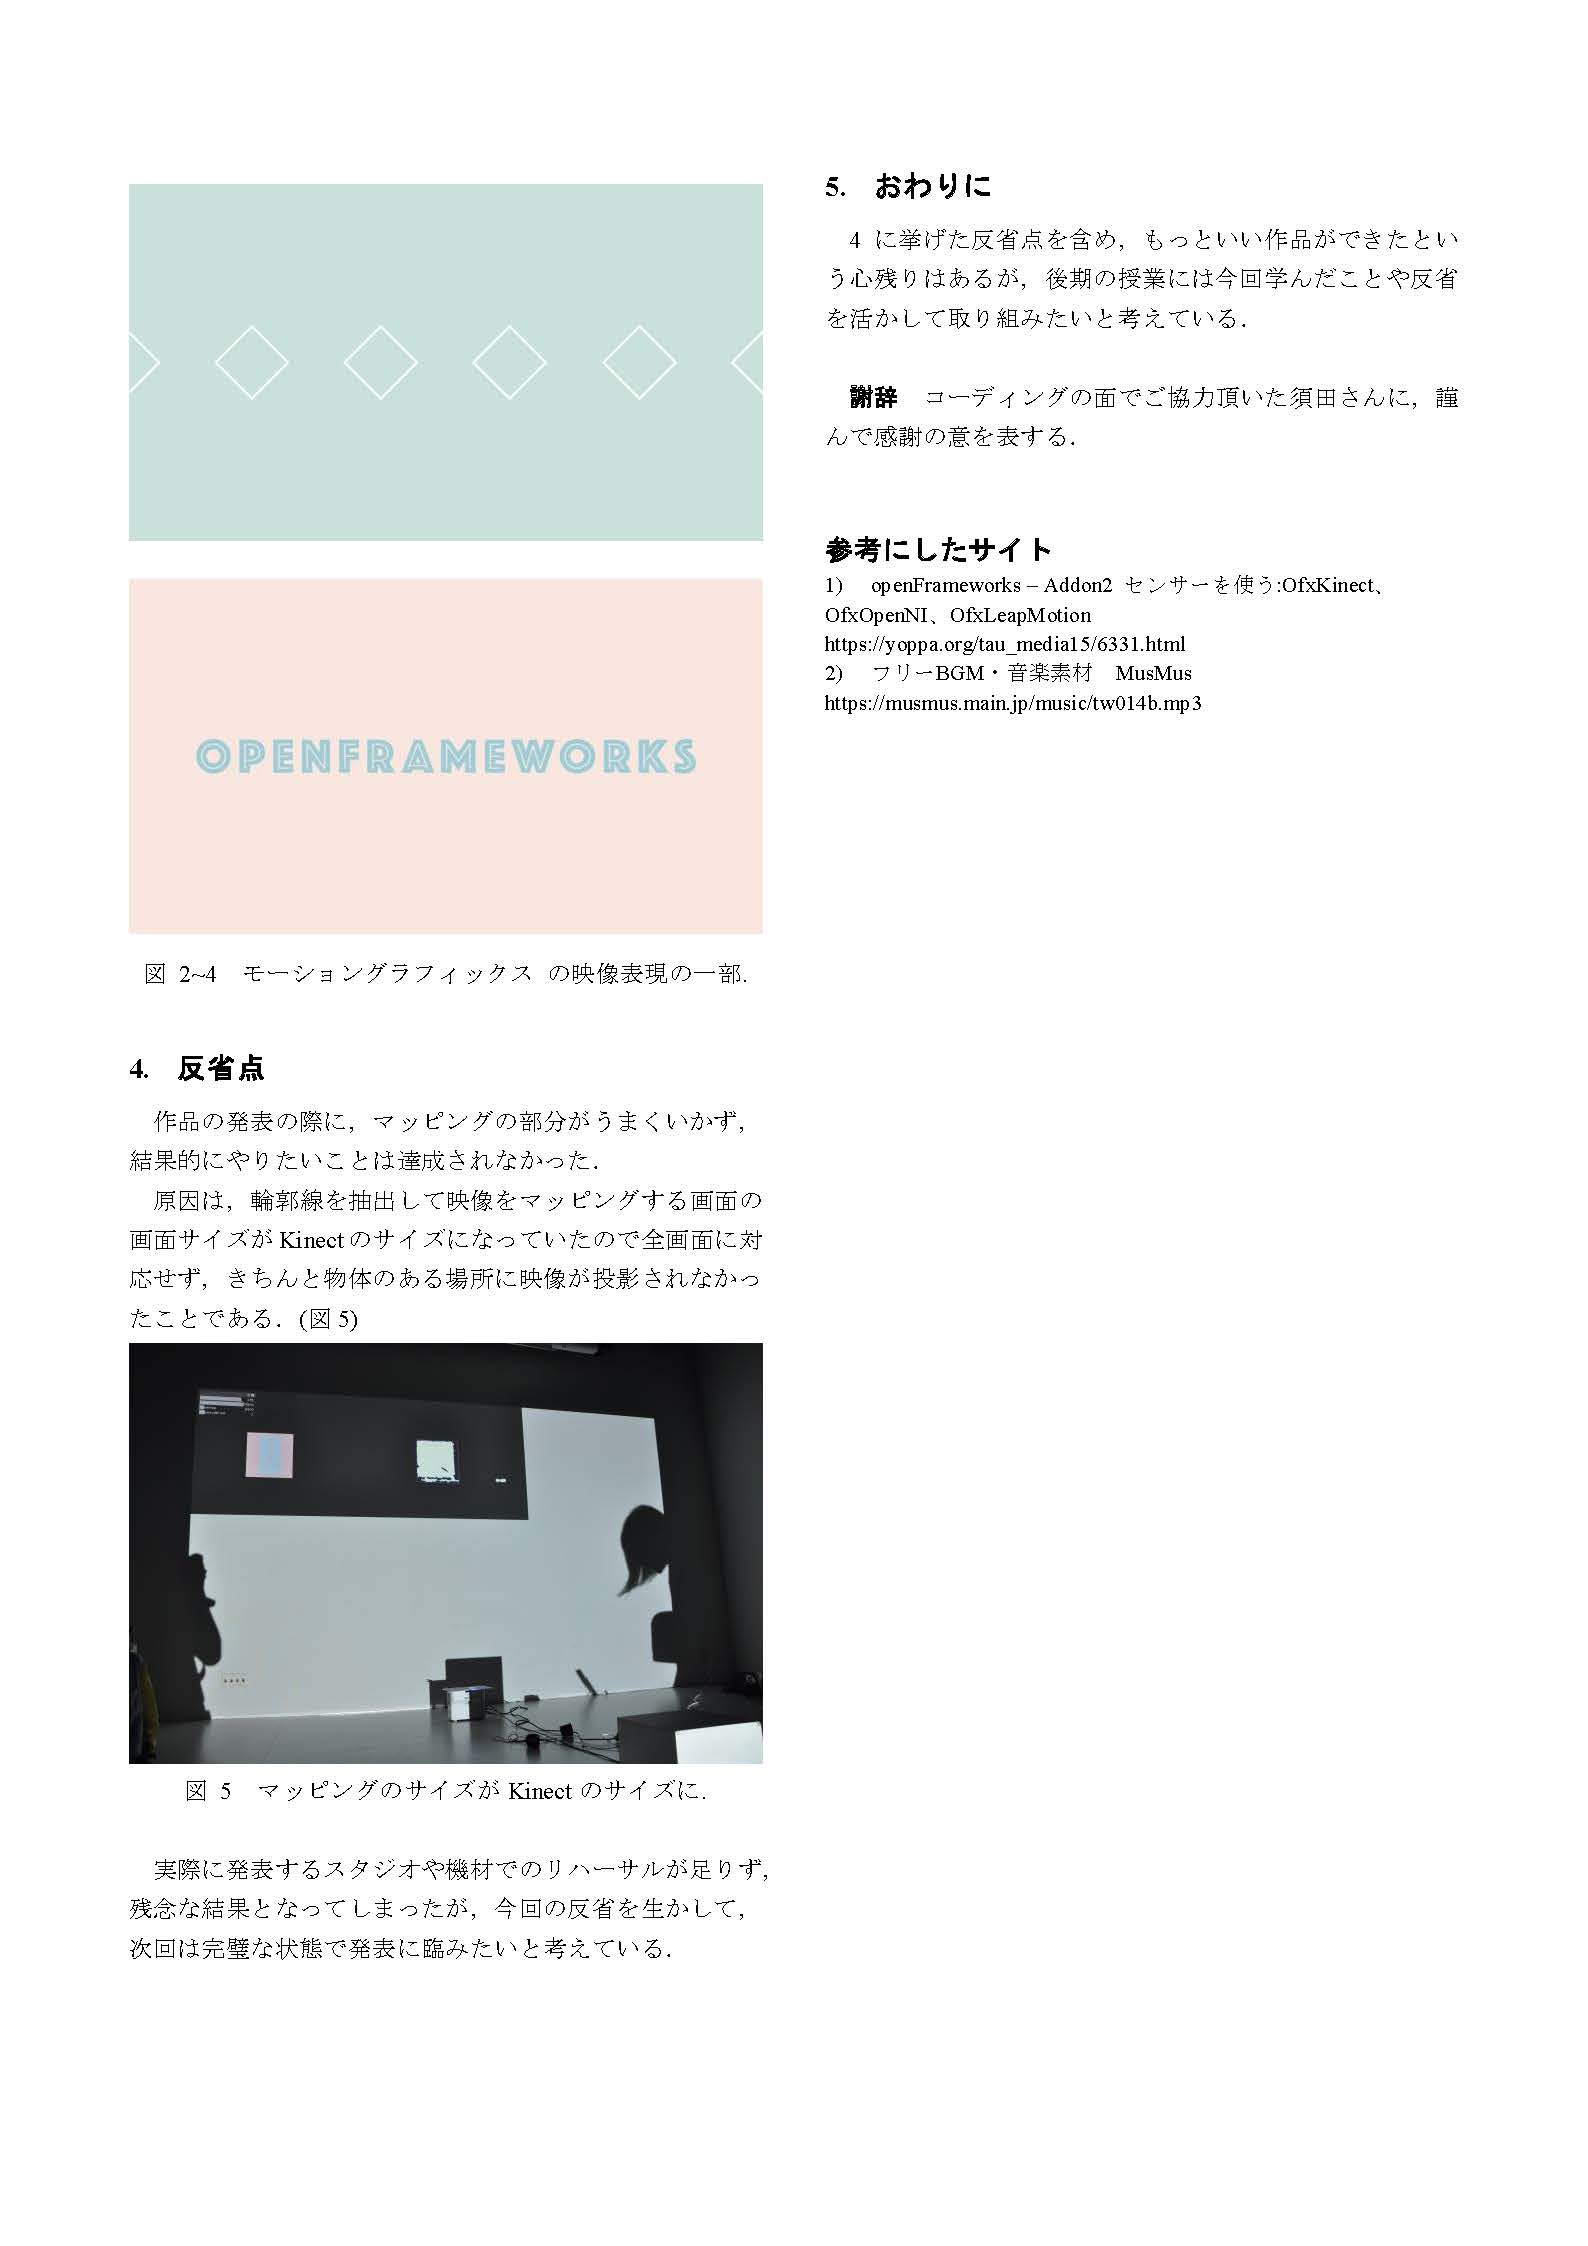 OPENFRAMEWORKS
図 2~4　モーショングラフィックス の映像表現の一部.
4.　反省点
作品の発表の際に，マッピングの部分がうまくいかず，
結果的にやりたいことは達成されなかった．
原因は，輪郭線を抽出して映像をマッピングする画面の
画面サイズが Kinect のサイズになっていたので全画面に対
応せず，きちんと物体のある場所に映像が投影されなかっ
たことである．(図 5)
図 5　マッピングのサイズが Kinect のサイズに.
実際に発表するスタジオや機材でのリハーサルが足りず，
残念な結果となってしまったが，今回の反省を生かして，
次回は完璧な状態で発表に臨みたいと考えている．
5.　おわりに
4 に挙げた反省点を含め，もっといい作品ができたとい
う心残りはあるが，後期の授業には今回学んだことや反省
を活かして取り組みたいと考えている．
謝辞　コーディングの面でご協力頂いた須田さんに，謹
んで感謝の意を表する．
参考にしたサイト
1)　openFrameworks – Addon2 センサーを使う:OfxKinect、
OfxOpenNI、OfxLeapMotion
https://yoppa.org/tau_media15/6331.html
2)　フリーBGM・音楽素材　MusMus
https://musmus.main.jp/music/tw014b.mp3